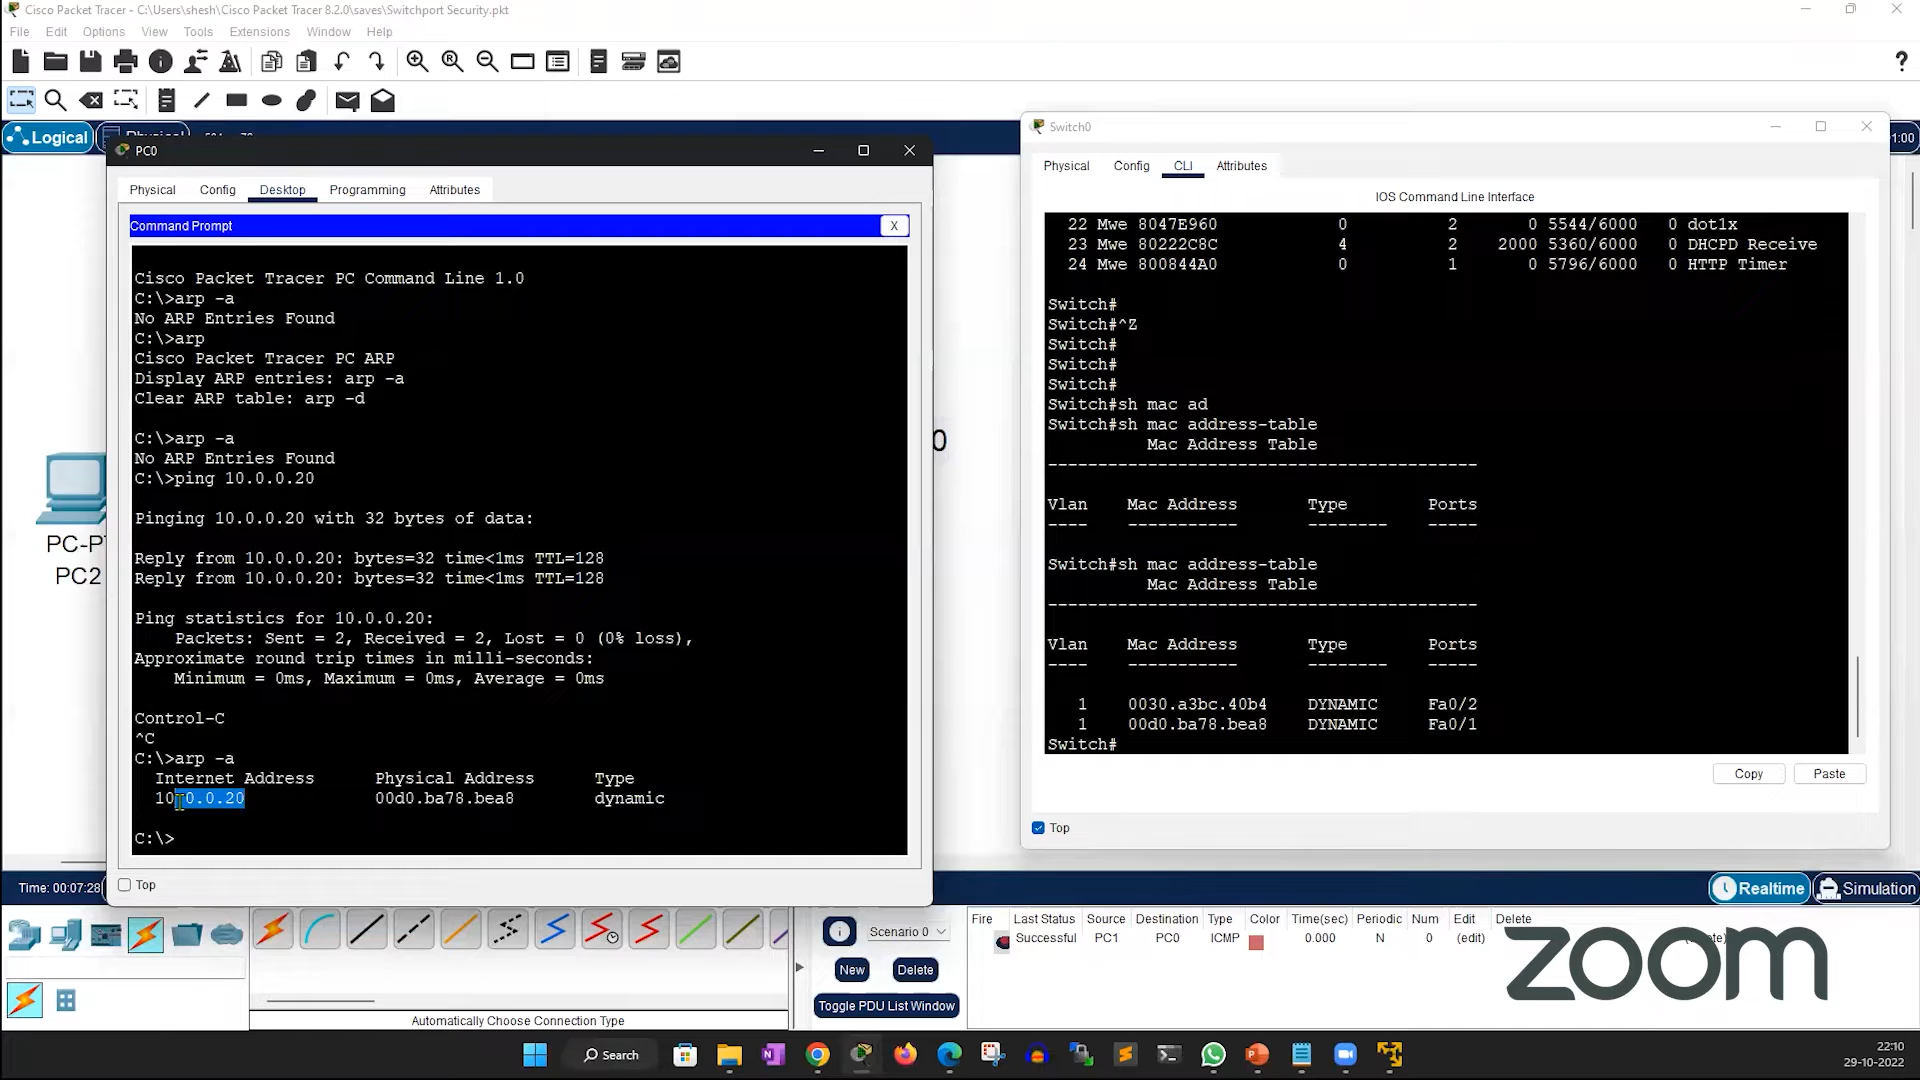 Cisco Packet Tracer - C:\Users\shesh\Cisco Packet Tracer 8.2.0\saves\Switchport Security.pkt
File Edit Options View Tools Extensions Window Help
?
Logical Physical
1:00
PC0
Physical Config Desktop Programming Attributes
Command Prompt X
Cisco Packet Tracer PC Command Line 1.0
C:\>arp -a
No ARP Entries Found
C:\>arp
Cisco Packet Tracer PC ARP
Display ARP entries: arp -a
Clear ARP table: arp -d
C:\>arp -a
No ARP Entries Found
C:\>ping 10.0.0.20
Pinging 10.0.0.20 with 32 bytes of data:
Reply from 10.0.0.20: bytes=32 time<1ms TTL=128
Reply from 10.0.0.20: bytes=32 time<1ms TTL=128
Ping statistics for 10.0.0.20:
Packets: Sent = 2, Received = 2, Lost = 0 (0% loss),
Approximate round trip times in milli-seconds:
Minimum = 0ms, Maximum = 0ms, Average = 0ms
Control-C
^C
C:\>arp -a
Internet Address Physical Address Type
10.0.0.20 00d0.ba78.bea8 dynamic
C:\>
Top
PC-PT
PC2
0
Switch0
Physical Config CLI Attributes
IOS Command Line Interface
22 Mwe 8047E960 0 2 0 5544/6000 0 dot1x
23 Mwe 80222C8C 4 2 2000 5360/6000 0 DHCPD Receive
24 Mwe 800844A0 0 1 0 5796/6000 0 HTTP Timer
Switch#
Switch#^Z
Switch#
Switch#
Switch#
Switch#sh mac ad
Switch#sh mac address-table
Mac Address Table
-------------------------------------------
Vlan Mac Address Type Ports
---- ----------- -------- -----
Switch#sh mac address-table
Mac Address Table
-------------------------------------------
Vlan Mac Address Type Ports
---- ----------- -------- -----
1 0030.a3bc.40b4 DYNAMIC Fa0/2
1 00d0.ba78.bea8 DYNAMIC Fa0/1
Switch#
Copy Paste
Top
Time: 00:07:28
Realtime Simulation
Scenario 0
New Delete
Toggle PDU List Window
Automatically Choose Connection Type
Fire Last Status Source Destination Type Color Time(sec) Periodic Num Edit Delete
Successful PC1 PC0 ICMP 0.000 N 0 (edit)
zoom
Search
22:10
29-10-2022